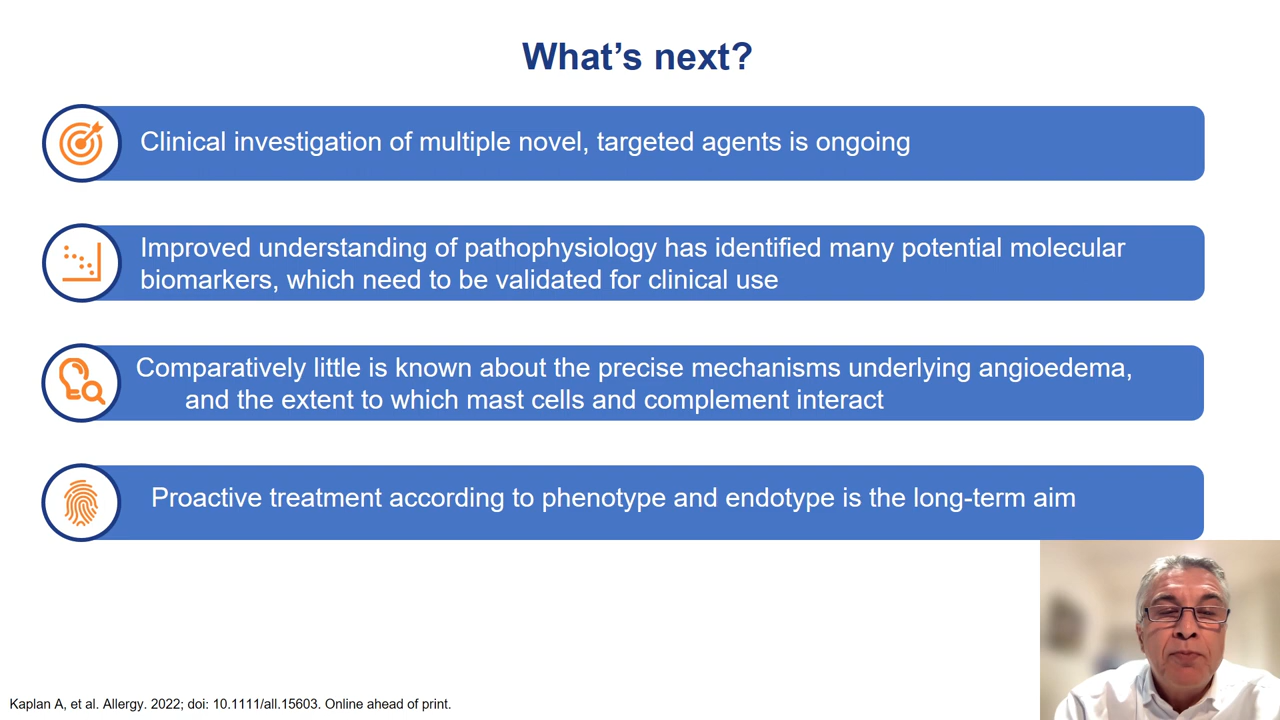 What’s next?
Clinical investigation of multiple novel, targeted agents is ongoing
Improved understanding of pathophysiology has identified many potential molecular
biomarkers, which need to be validated for clinical use
Comparatively little is known about the precise mechanisms underlying angioedema,
and the extent to which mast cells and complement interact
Proactive treatment according to phenotype and endotype is the long-term aim
Kaplan A, et al. Allergy. 2022; doi: 10.1111/all.15603. Online ahead of print.